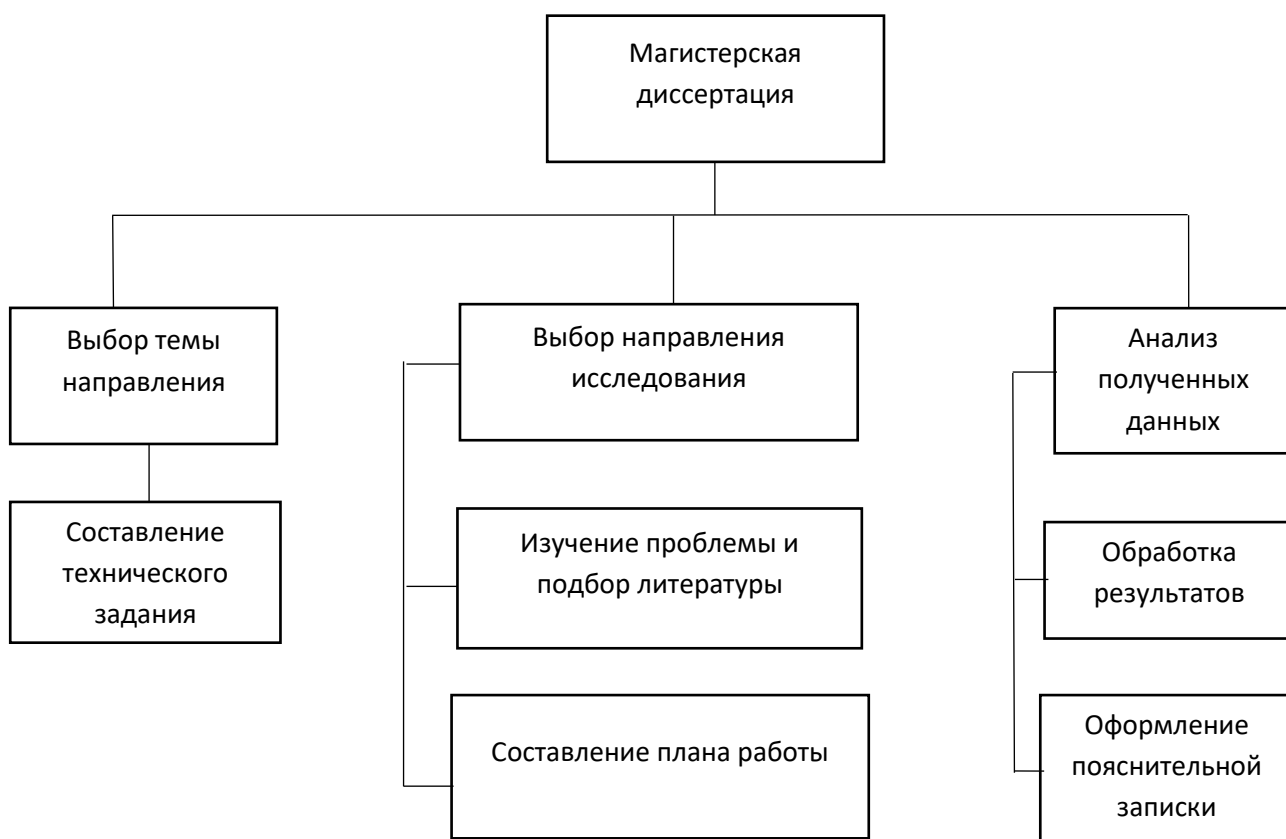 Магистерская
диссертация
Выбор темы
направления
Составление
технического
задания
Выбор направления
исследования
Изучение проблемы и
подбор литературы
Составление плана работы
Анализ
полученных
данных
Обработка
результатов
Оформление
пояснительной
записки